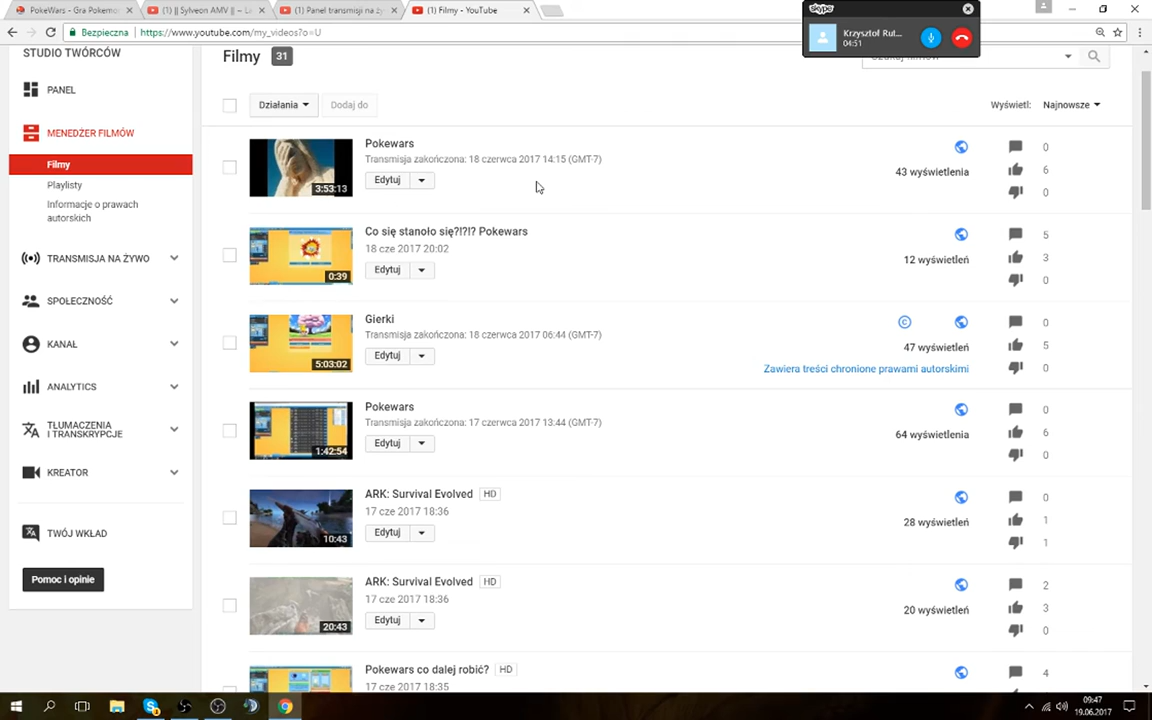 PokeWars - Gra Pokemo
(1) || Sylveon AMV || – La
(1) Panel transmisji na ży
(1) Filmy - YouTube
skype
Krzysztof Rut...
04:51
Bezpieczna
https://www.youtube.com/my_videos?o=U
STUDIO TWÓRCÓW
PANEL
MENEDŻER FILMÓW
Filmy
Playlisty
Informacje o prawach
autorskich
TRANSMISJA NA ŻYWO
SPOŁECZNOŚĆ
KANAŁ
ANALYTICS
TŁUMACZENIA
I TRANSKRYPCJE
KREATOR
TWÓJ WKŁAD
Pomoc i opinie
Filmy 31
Szukaj filmów
Działania
Dodaj do
Wyświetl: Najnowsze
3:53:13
Pokewars
Transmisja zakończona: 18 czerwca 2017 14:15 (GMT-7)
Edytuj
43 wyświetlenia
0
6
0
0:39
Co się stanoło się?!?!? Pokewars
18 cze 2017 20:02
Edytuj
12 wyświetleń
5
3
0
5:03:02
Gierki
Transmisja zakończona: 18 czerwca 2017 06:44 (GMT-7)
Edytuj
47 wyświetleń
Zawiera treści chronione prawami autorskimi
0
5
0
1:42:54
Pokewars
Transmisja zakończona: 17 czerwca 2017 13:44 (GMT-7)
Edytuj
64 wyświetlenia
0
6
0
10:43
ARK: Survival Evolved HD
17 cze 2017 18:36
Edytuj
28 wyświetleń
0
1
1
20:43
ARK: Survival Evolved HD
17 cze 2017 18:36
Edytuj
20 wyświetleń
2
3
0
Pokewars co dalej robić? HD
17 cze 2017 18:35
4
09:47
19.06.2017